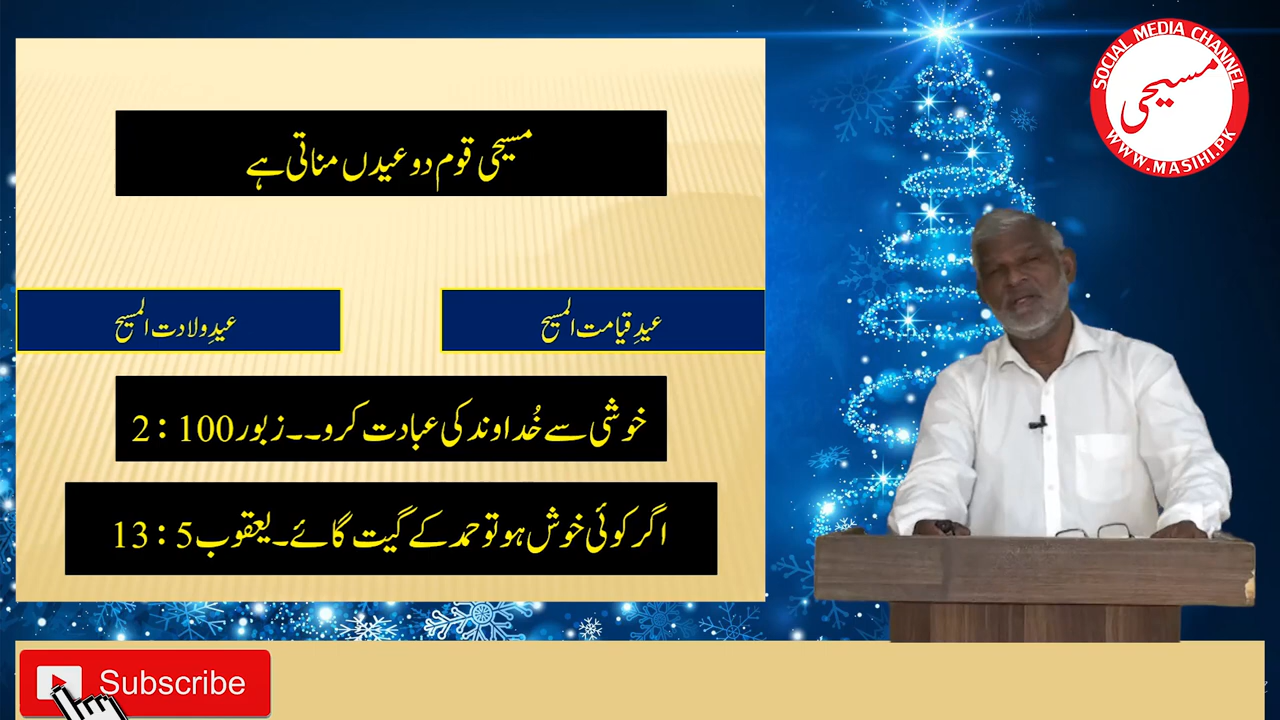 مسیحی قوم دو عیدیں مناتی ہے
عیدِ قیامت المسیح
عیدِ ولادت المسیح
خوشی سے خُداوند کی عبادت کرو۔۔زبور 100 : 2
اگر کوئی خوش ہو تو حمد کے گیت گائے۔ یعقوب 5 : 13
SOCIAL MEDIA CHANNEL
مسیحی
WWW.MASIHI.PK
Subscribe